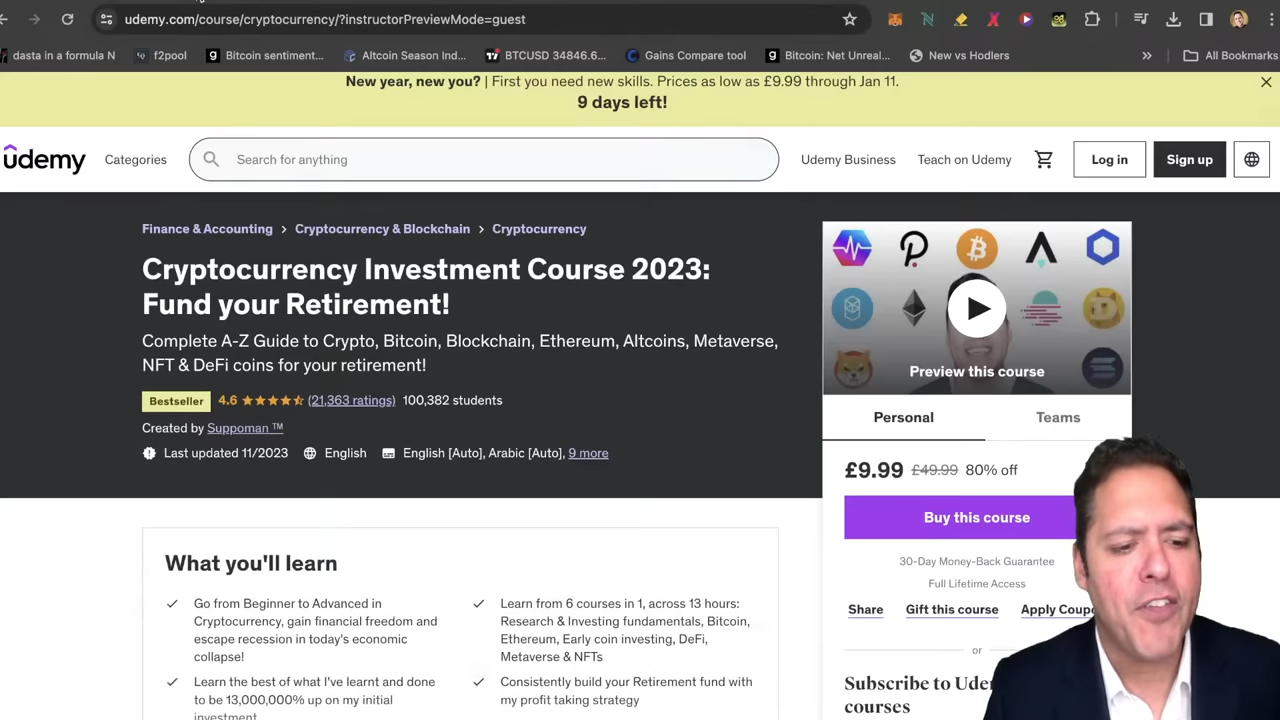 udemy.com/course/cryptocurrency/?instructorPreviewMode=guest
dasta in a formula N
f2pool
Bitcoin sentiment...
Altcoin Season Ind...
BTCUSD 34846.6...
Gains Compare tool
Bitcoin: Net Unreal...
New vs Hodlers
»
All Bookmarks
New year, new you? | First you need new skills. Prices as low as £9.99 through Jan 11.
9 days left!
udemy
Categories
Search for anything
Udemy Business
Teach on Udemy
Log in
Sign up
Finance & Accounting > Cryptocurrency & Blockchain > Cryptocurrency
Cryptocurrency Investment Course 2023:
Fund your Retirement!
Complete A-Z Guide to Crypto, Bitcoin, Blockchain, Ethereum, Altcoins, Metaverse,
NFT & DeFi coins for your retirement!
Bestseller 4.6 (21,363 ratings) 100,382 students
Created by Suppoman ™
Last updated 11/2023 English English [Auto], Arabic [Auto], 9 more
Preview this course
Personal
Teams
£9.99 £49.99 80% off
Buy this course
30-Day Money-Back Guarantee
Full Lifetime Access
Share
Gift this course
Apply Coupo
or
Subscribe to Uder
courses
What you'll learn
Go from Beginner to Advanced in
Cryptocurrency, gain financial freedom and
escape recession in today's economic
collapse!
Learn from 6 courses in 1, across 13 hours:
Research & Investing fundamentals, Bitcoin,
Ethereum, Early coin investing, DeFi,
Metaverse & NFTs
Learn the best of what I've learnt and done
to be 13,000,000% up on my initial
investment
Consistently build your Retirement fund with
my profit taking strategy